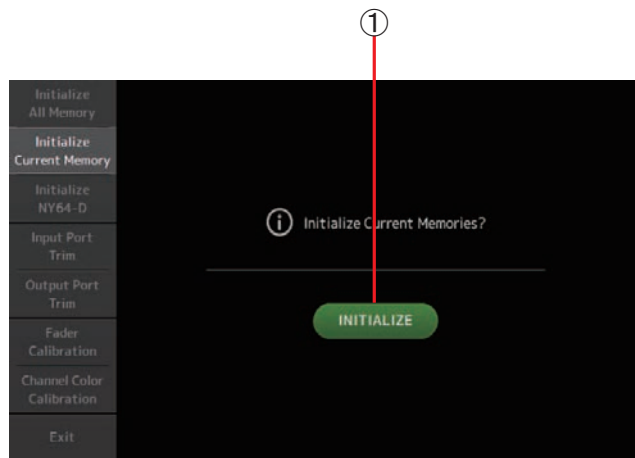 ①
Initialize
All Memory
Initialize
Current Memory
Initialize
NY64-D
Input Port
Trim
Output Port
Trim
Fader
Calibration
Channel Color
Calibration
Exit
Initialize Current Memories?
INITIALIZE